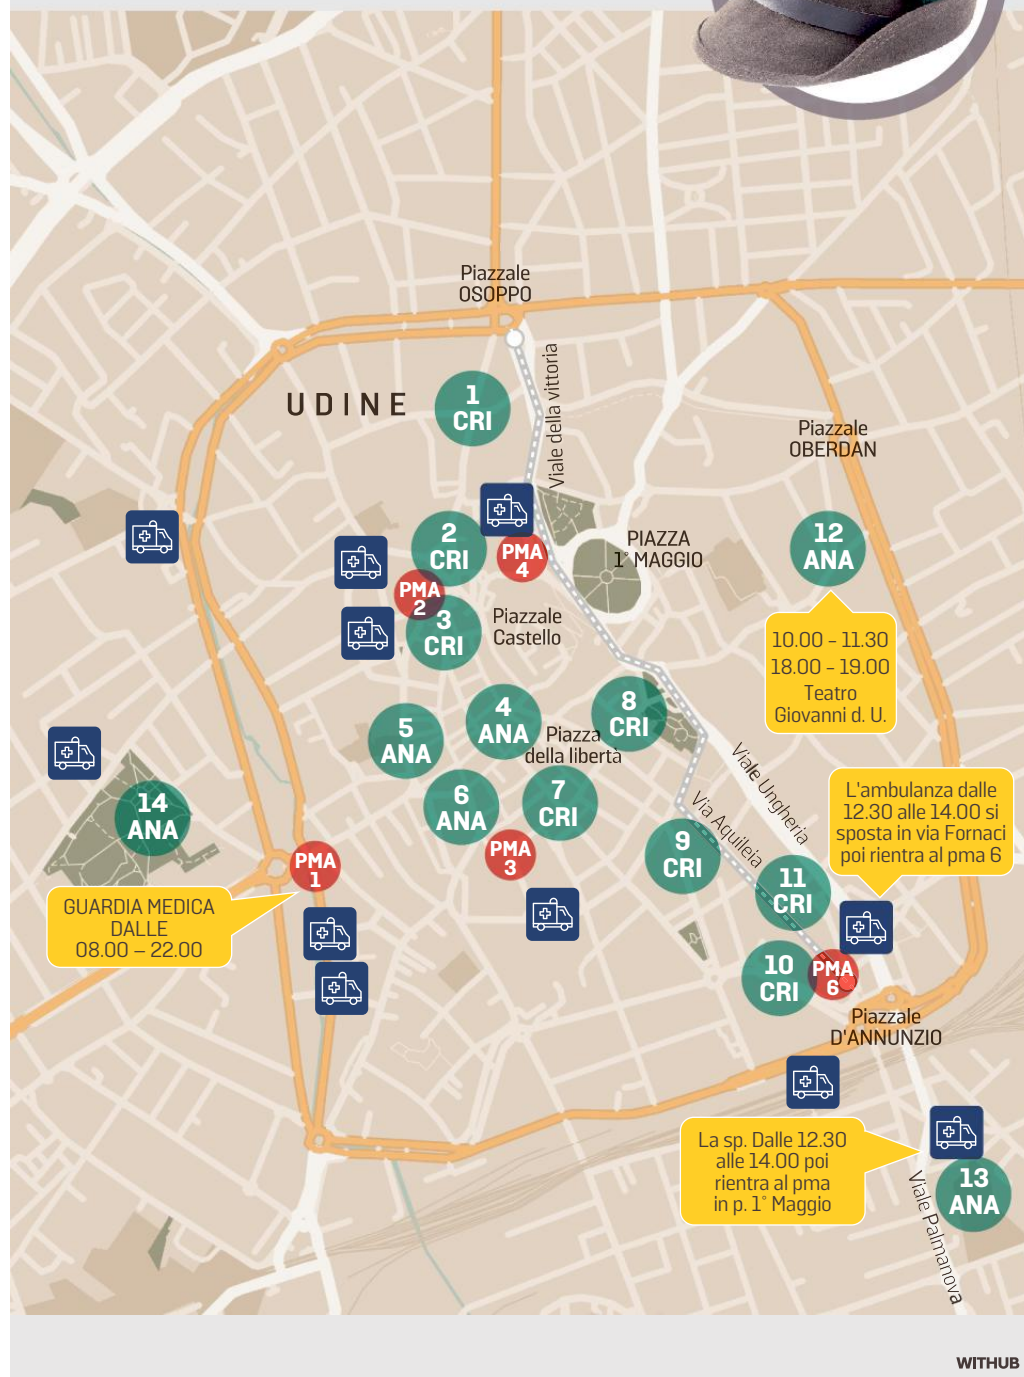 Piazzale
OSOPPO
UDINE
1
CRI
Viale della vittoria
Piazzale
OBERDAN
2
CRI
PMA
4
PIAZZA
1° MAGGIO
12
ANA
PMA
2
3
CRI
Piazzale
Castello
10.00 – 11.30
18.00 – 19.00
Teatro
Giovanni d. U.
4
ANA
5
ANA
Piazza
della libertà
8
CRI
6
ANA
7
CRI
Viale Ungheria
Via Aquileia
L'ambulanza dalle
12.30 alle 14.00 si
sposta in via Fornaci
poi rientra al pma 6
14
ANA
PMA
1
PMA
3
9
CRI
11
CRI
GUARDIA MEDICA
DALLE
08.00 – 22.00
10
CRI
PMA
6
Piazzale
D'ANNUNZIO
La sp. Dalle 12.30
alle 14.00 poi
rientra al pma
in p. 1° Maggio
13
ANA
Viale Palmanova
WITHUB